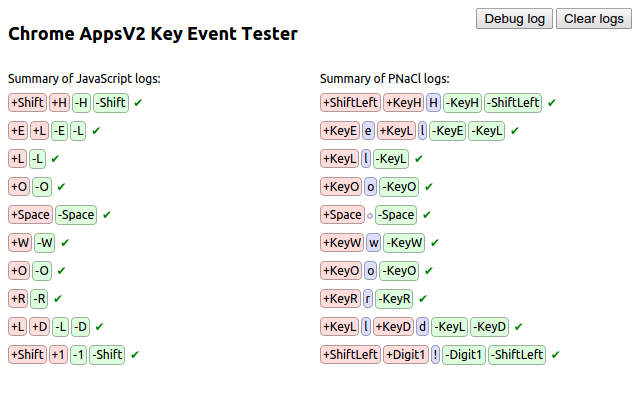 Debug log Clear logs
Chrome AppsV2 Key Event Tester
Summary of JavaScript logs: Summary of PNaCl logs:
+Shift +H -H -Shift ✔ +ShiftLeft +KeyH H -KeyH -ShiftLeft ✔
+E +L -E -L ✔ +KeyE e +KeyL l -KeyE -KeyL ✔
+L -L ✔ +KeyL l -KeyL ✔
+O -O ✔ +KeyO o -KeyO ✔
+Space -Space ✔ +Space -Space ✔
+W -W ✔ +KeyW w -KeyW ✔
+O -O ✔ +KeyO o -KeyO ✔
+R -R ✔ +KeyR r -KeyR ✔
+L +D -L -D ✔ +KeyL l +KeyD d -KeyL -KeyD ✔
+Shift +1 -1 -Shift ✔ +ShiftLeft +Digit1 ! -Digit1 -ShiftLeft ✔